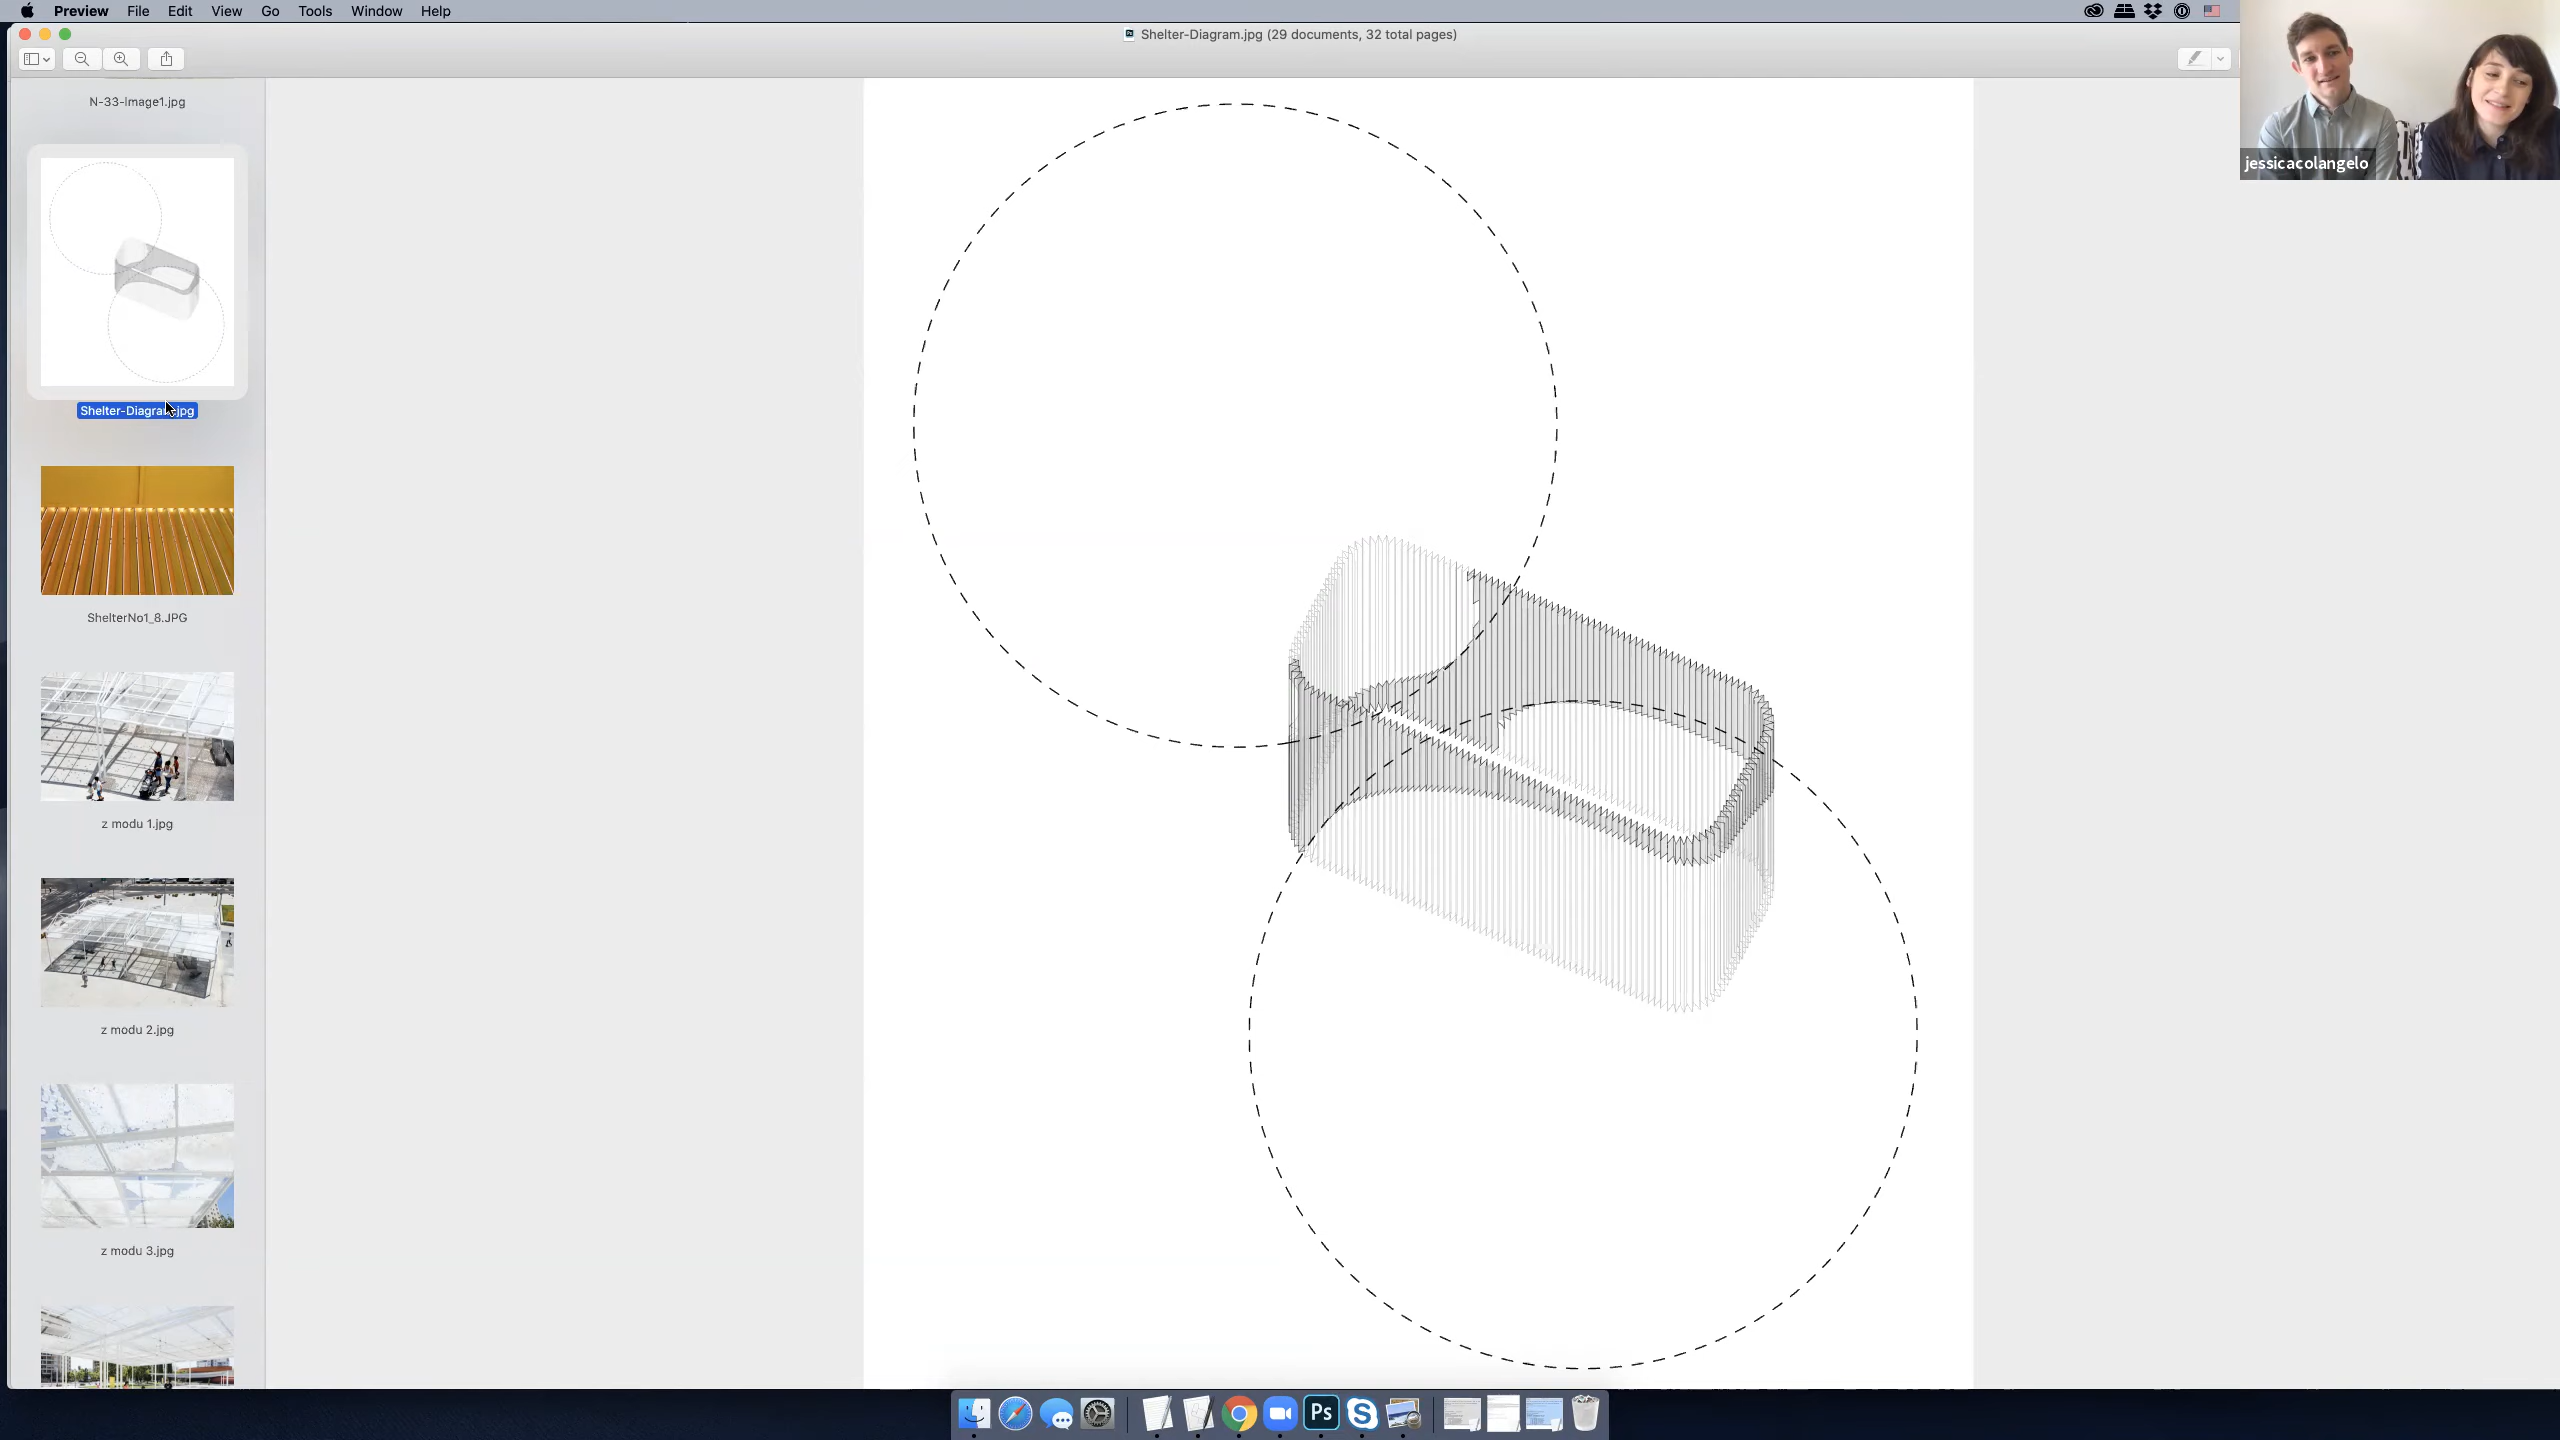 Preview File Edit View Go Tools Window Help
Shelter-Diagram.jpg (29 documents, 32 total pages)
jessicacolangelo
N-33-Image1.jpg
Shelter-Diagram.jpg
ShelterNo1_8.JPG
z modu 1.jpg
z modu 2.jpg
z modu 3.jpg
Ps